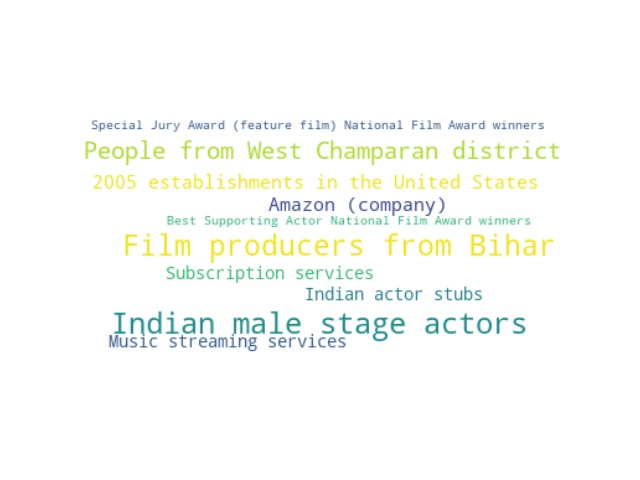 Special Jury Award (feature film) National Film Award winners
People from West Champaran district
2005 establishments in the United States
Amazon (company)
Best Supporting Actor National Film Award winners
Film producers from Bihar
Subscription services
Indian actor stubs
Indian male stage actors
Music streaming services